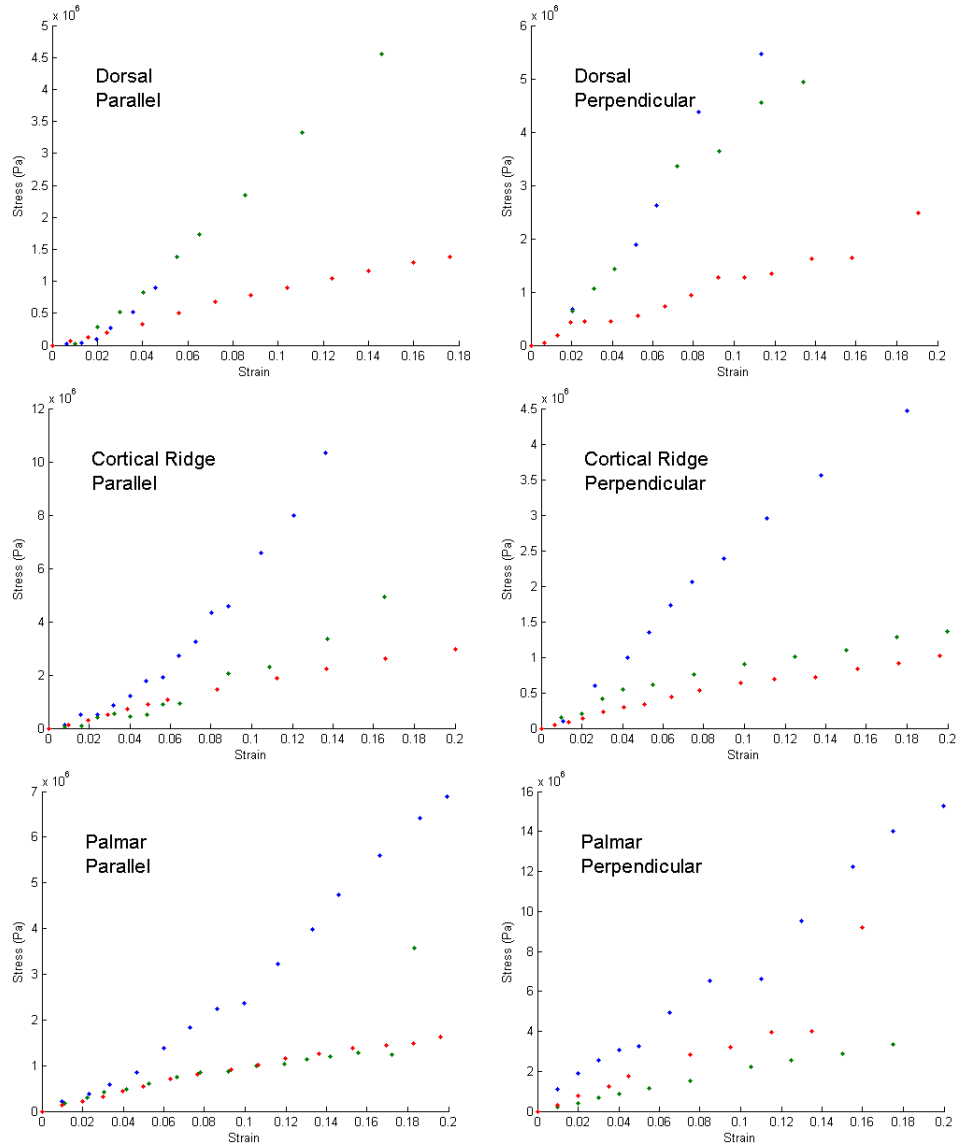 x 10^6
5
4.5
4
3.5
3
2.5
2
1.5
1
0.5
0
Stress (Pa)
Dorsal
Parallel
0 0.02 0.04 0.06 0.08 0.1 0.12 0.14 0.16 0.18
Strain
x 10^6
6
5
4
3
2
1
0
Stress (Pa)
Dorsal
Perpendicular
0 0.02 0.04 0.06 0.08 0.1 0.12 0.14 0.16 0.18 0.2
Strain
x 10^6
12
10
8
6
4
2
0
Stress (Pa)
Cortical Ridge
Parallel
0 0.02 0.04 0.06 0.08 0.1 0.12 0.14 0.16 0.18 0.2
Strain
x 10^6
4.5
4
3.5
3
2.5
2
1.5
1
0.5
0
Stress (Pa)
Cortical Ridge
Perpendicular
0 0.02 0.04 0.06 0.08 0.1 0.12 0.14 0.16 0.18 0.2
Strain
x 10^6
7
6
5
4
3
2
1
0
Stress (Pa)
Palmar
Parallel
0 0.02 0.04 0.06 0.08 0.1 0.12 0.14 0.16 0.18 0.2
Strain
x 10^6
16
14
12
10
8
6
4
2
0
Stress (Pa)
Palmar
Perpendicular
0 0.02 0.04 0.06 0.08 0.1 0.12 0.14 0.16 0.18 0.2
Strain